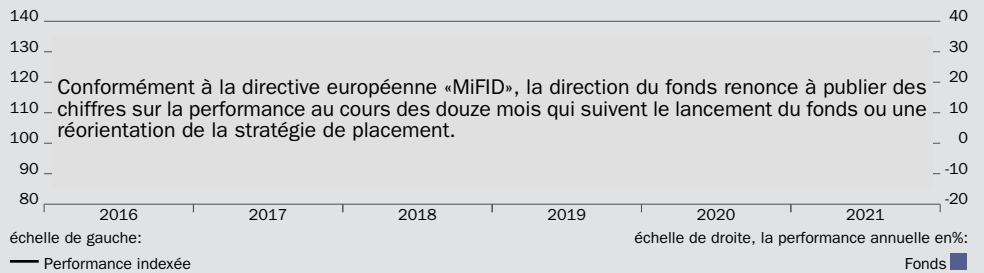 140 40
130 30
120 20
Conformément à la directive européenne «MiFID», la direction du fonds renonce à publier des
110 10
chiffres sur la performance au cours des douze mois qui suivent le lancement du fonds ou une
réorientation de la stratégie de placement.
100 0
90 -10
80 -20
2016 2017 2018 2019 2020 2021
échelle de gauche: échelle de droite, la performance annuelle en%:
Performance indexée Fonds